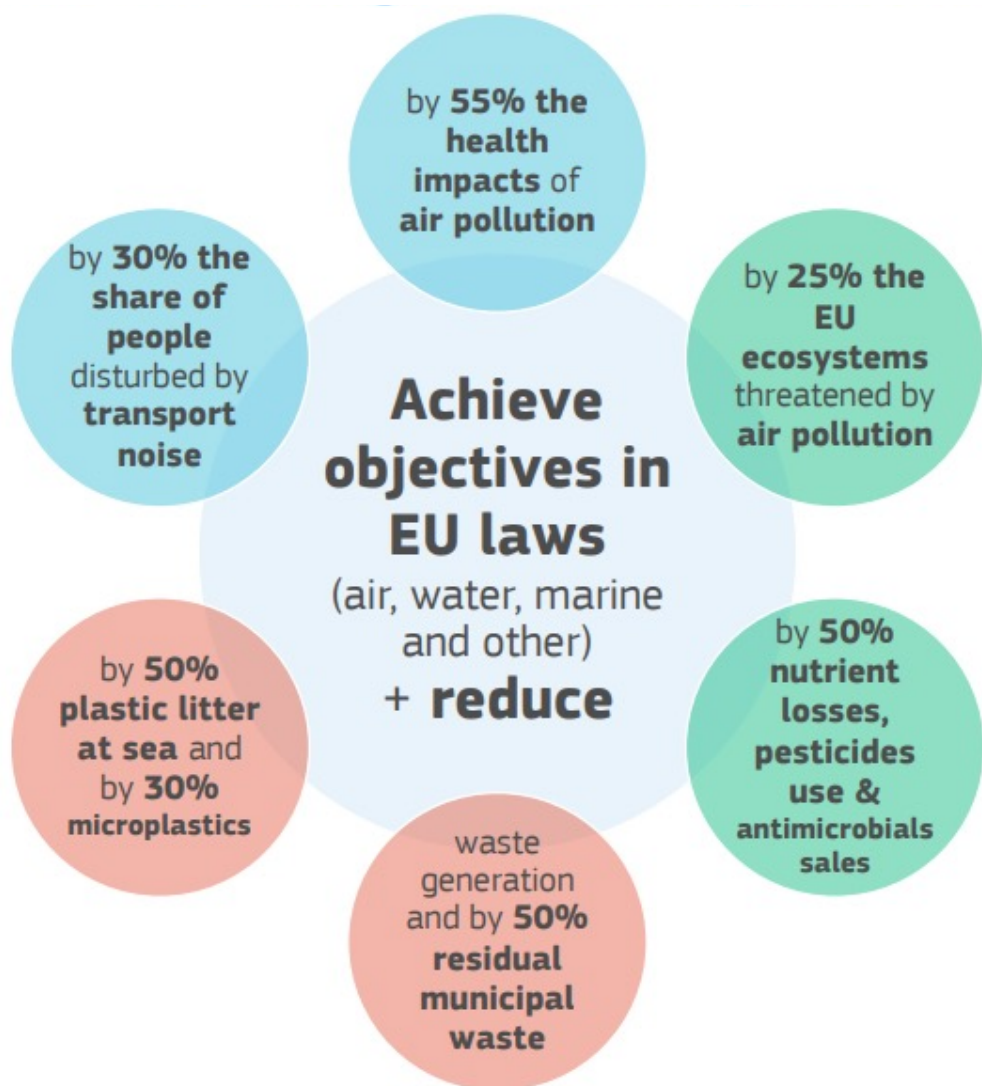 by 55% the
health
impacts of
air pollution
by 30% the
share of
people
disturbed by
transport
noise
by 25% the
EU
ecosystems
threatened by
air pollution
Achieve
objectives in
EU laws
(air, water, marine
and other)
+ reduce
by 50%
plastic litter
at sea and
by 30%
microplastics
by 50%
nutrient
losses,
pesticides
use &
antimicrobials
sales
waste
generation
and by 50%
residual
municipal
waste